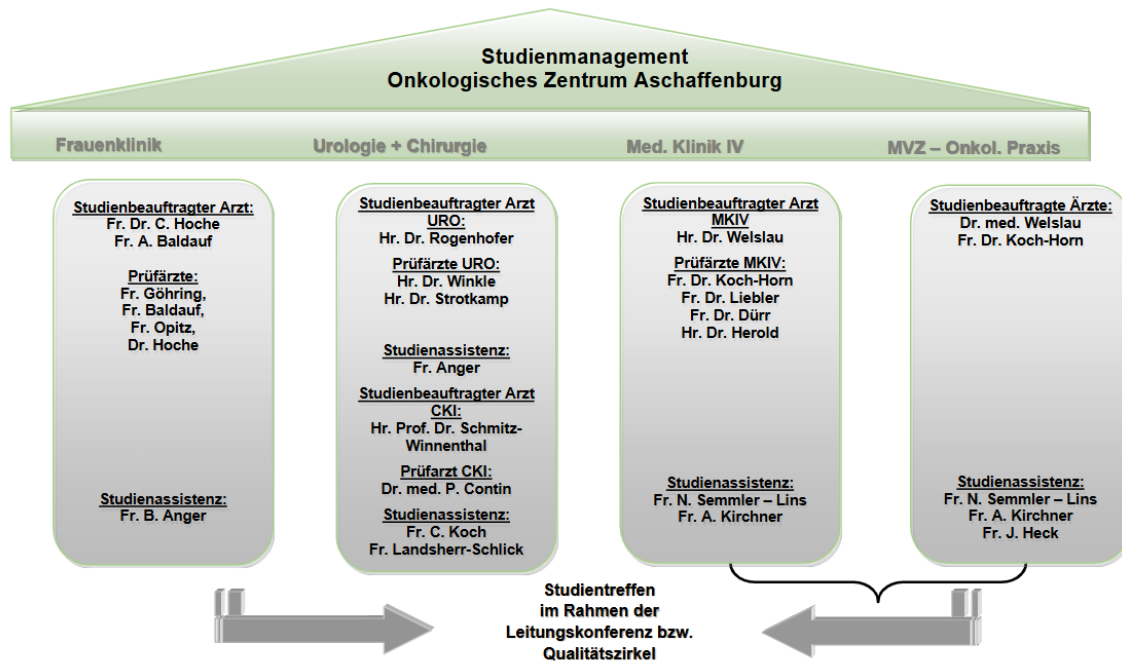 Studienmanagement
Onkologisches Zentrum Aschaffenburg
Frauenklinik
Urologie + Chirurgie
Med. Klinik IV
MVZ – Onkol. Praxis
Studienbeauftragter Arzt:
Fr. Dr. C. Hoche
Fr. A. Baldauf
Prüfärzte:
Fr. Göhring,
Fr. Baldauf,
Fr. Opitz,
Dr. Hoche
Studienassistenz:
Fr. B. Anger
Studienbeauftragter Arzt
URO:
Hr. Dr. Rogenhofer
Prüfärzte URO:
Hr. Dr. Winkle
Hr. Dr. Strotkamp
Studienassistenz:
Fr. Anger
Studienbeauftragter Arzt
CKI:
Hr. Prof. Dr. Schmitz-
Winnenthal
Prüfarzt CKI:
Dr. med. P. Contin
Studienassistenz:
Fr. C. Koch
Fr. Landsherr-Schlick
Studienbeauftragter Arzt
MKIV
Hr. Dr. Welslau
Prüfärzte MKIV:
Fr. Dr. Koch-Horn
Fr. Dr. Liebler
Fr. Dr. Dürr
Hr. Dr. Herold
Studienassistenz:
Fr. N. Semmler – Lins
Fr. A. Kirchner
Studienbeauftragte Ärzte:
Dr. med. Welslau
Fr. Dr. Koch-Horn
Studienassistenz:
Fr. N. Semmler – Lins
Fr. A. Kirchner
Fr. J. Heck
Studientreffen
im Rahmen der
Leitungskonferenz bzw.
Qualitätszirkel